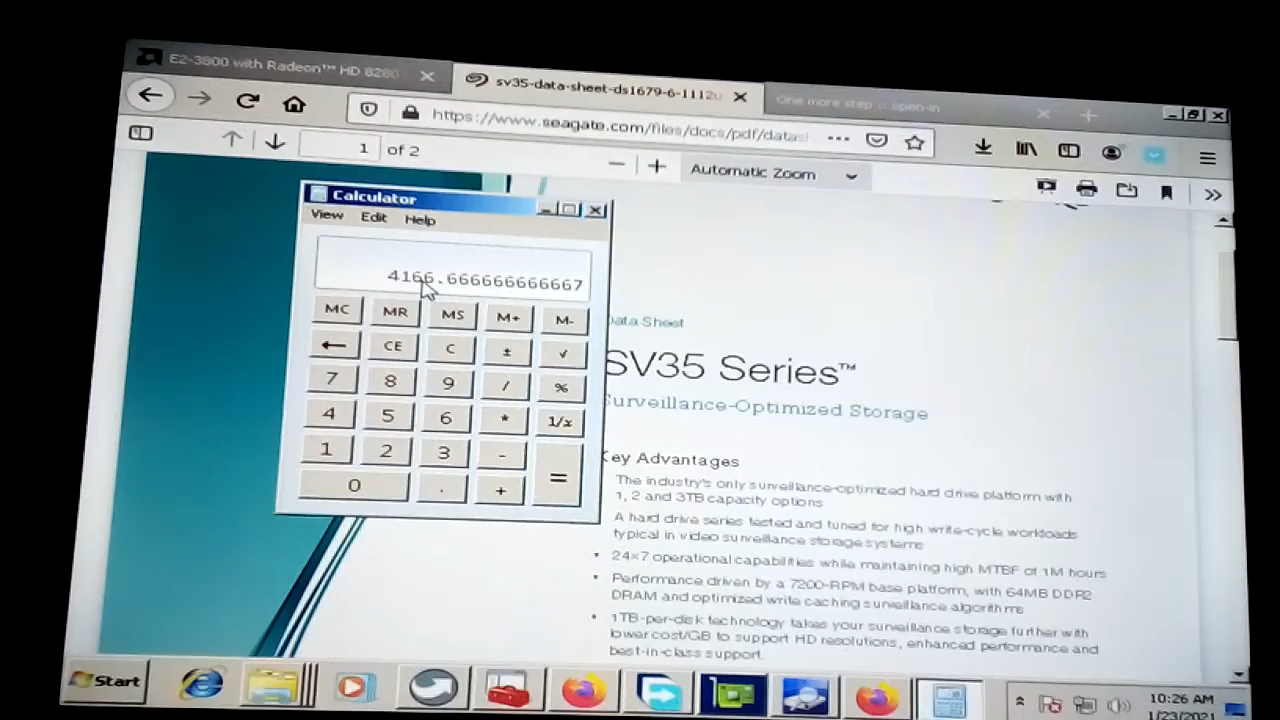 E2-3800 with Radeon™ HD 8280
sv35-data-sheet-ds1679-6-1112u
One more step
open-in
https://www.seagate.com/files/docs/pdf/datas
1 of 2
Automatic Zoom
Calculator
View Edit Help
4166.666666666667
MC MR MS M+ M-
← CE C ± √
7 8 9 / %
4 5 6 * 1/x
1 2 3 - =
0 . +
Data Sheet
SV35 Series™
Surveillance-Optimized Storage
Key Advantages
The industry's only surveillance-optimized hard drive platform with
1, 2 and 3TB capacity options
A hard drive series tested and tuned for high write-cycle workloads
typical in video surveillance storage systems
• 24×7 operational capabilities while maintaining high MTBF of 1M hours
• Performance driven by a 7200-RPM base platform, with 64MB DDR2
DRAM and optimized write caching surveillance algorithms
• 1TB-per-disk technology takes your surveillance storage further with
lower cost/GB to support HD resolutions, enhanced performance and
best-in-class support.
Start
10:26 AM
1/23/2021